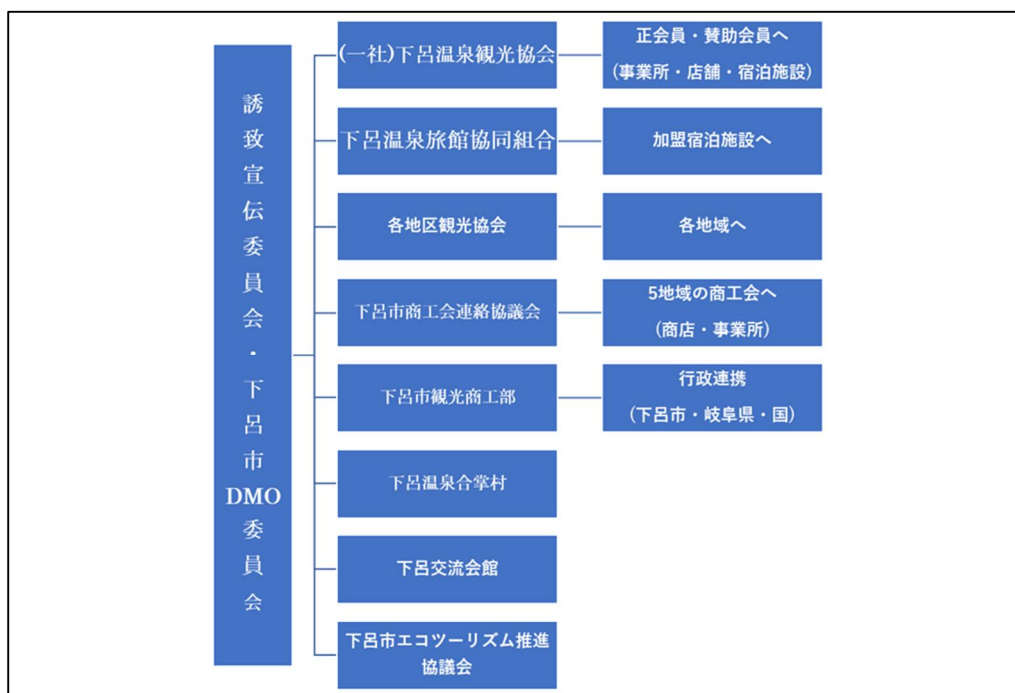 誘致宣伝委員会・下呂市DMO委員会
(一社)下呂温泉観光協会
正会員・賛助会員へ
(事業所・店舗・宿泊施設)
下呂温泉旅館協同組合
加盟宿泊施設へ
各地区観光協会
各地域へ
下呂市商工会連絡協議会
5地域の商工会へ
(商店・事業所)
下呂市観光商工部
行政連携
(下呂市・岐阜県・国)
下呂温泉合掌村
下呂交流会館
下呂市エコツーリズム推進
協議会